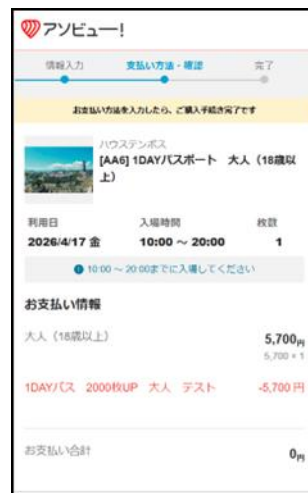 アソビュー!
情報入力
支払い方法・確認
完了
お支払い方法を入力したら、ご購入手続き完了です
ハウステンボス
[AA6] 1DAYパスポート 大人(18歳以
上)
利用日
入場時間
枚数
2026/4/17 金
10:00 ~ 20:00
1
10:00 ~ 20:00までに入場してください
お支払い情報
大人(18歳以上)
5,700円
5,700 × 1
1DAYパス 2000枚UP 大人 テスト
-5,700 円
お支払い合計
0円